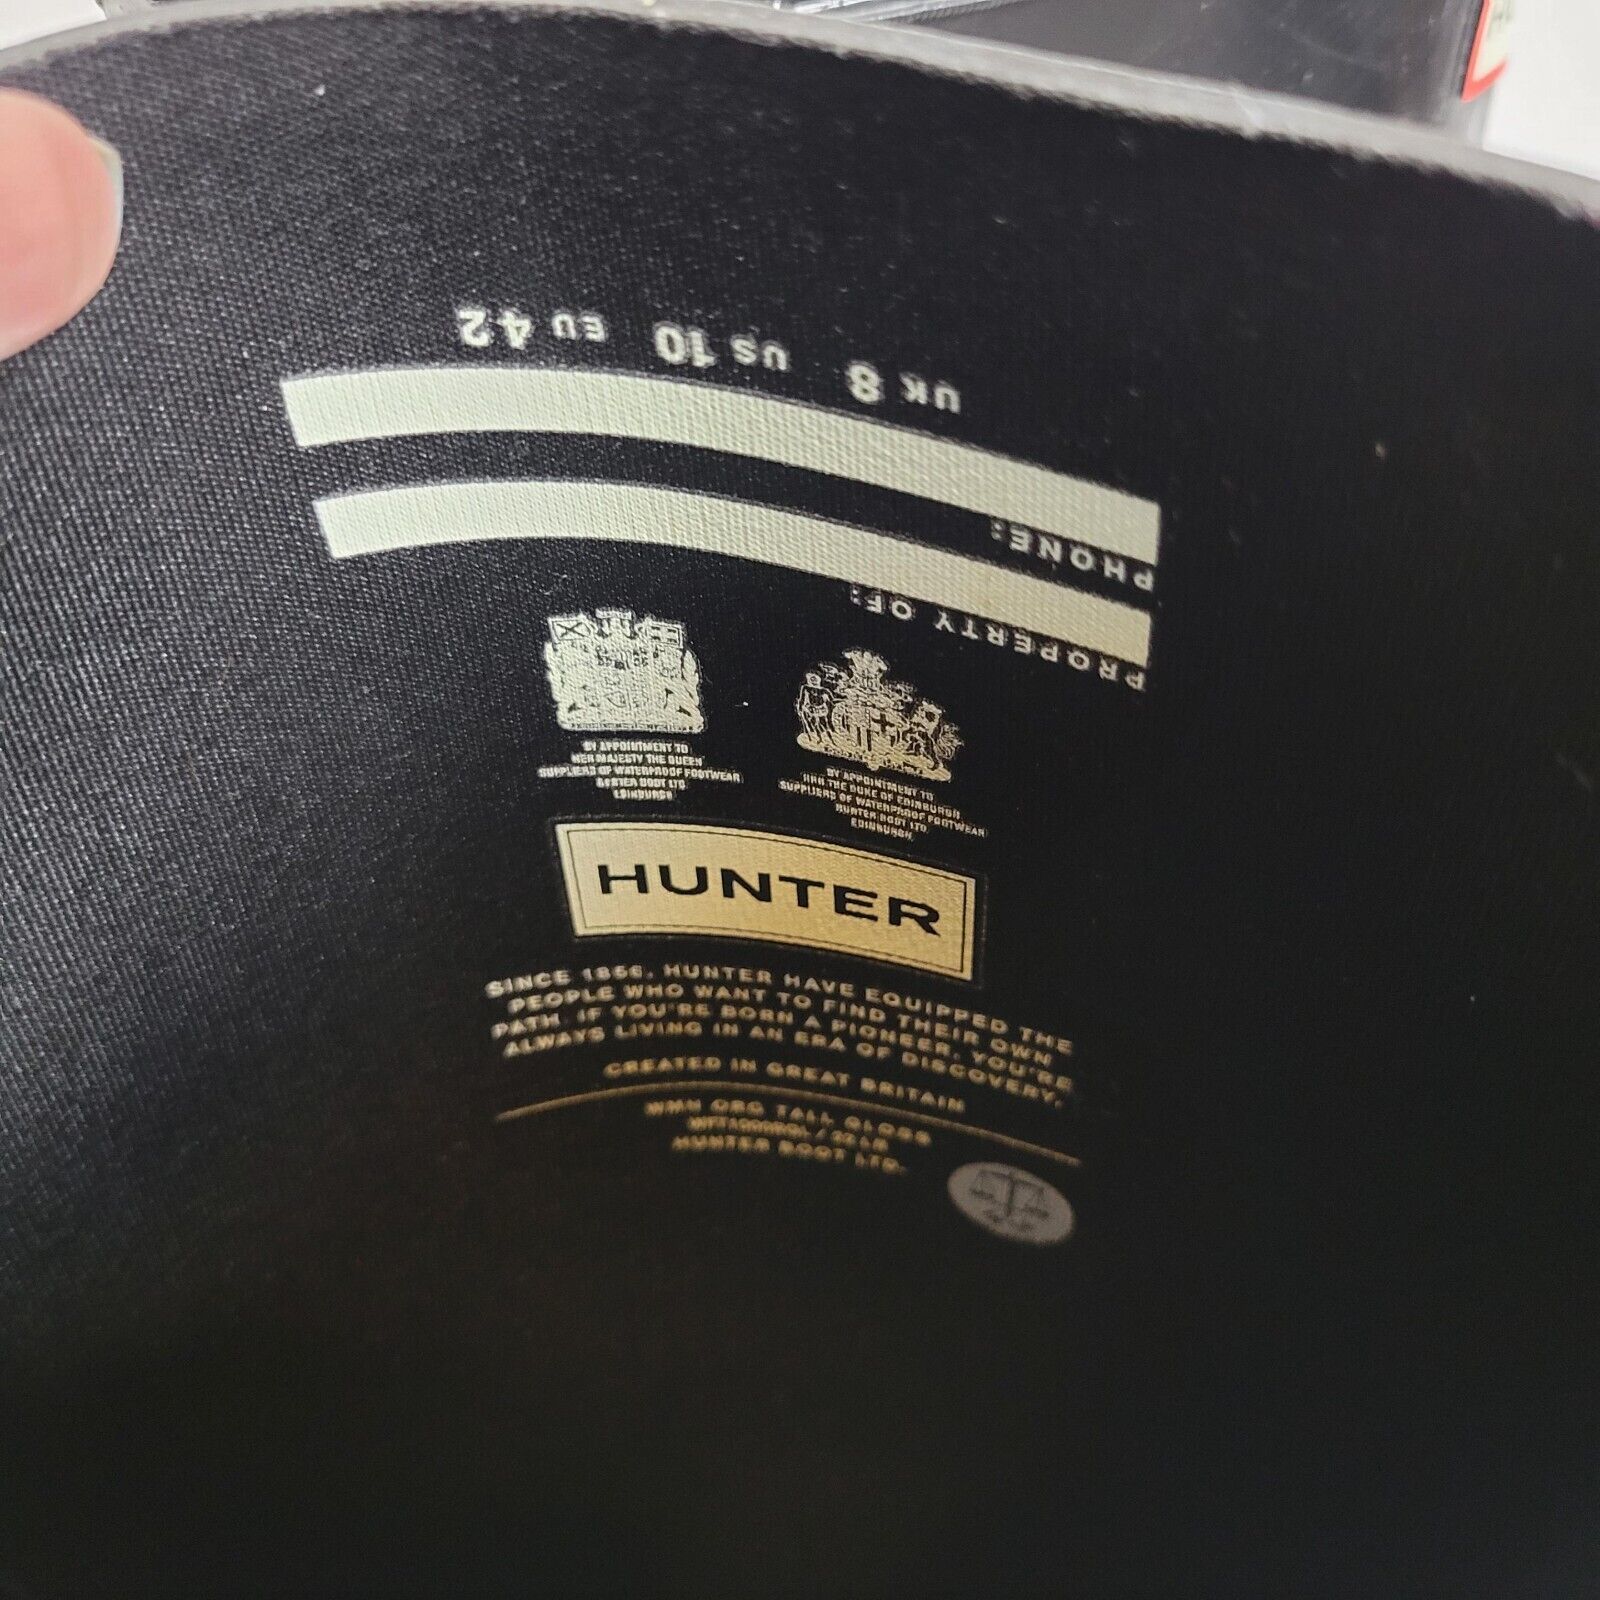 UK 8 US 10 EU 42
PHONE:
PROPERTY OF:
BY APPOINTMENT TO
HER MAJESTY THE QUEEN
SUPPLIERS OF WATERPROOF FOOTWEAR
HUNTER BOOT LTD
EDINBURGH
BY APPOINTMENT TO
HRH THE DUKE OF EDINBURGH
SUPPLIERS OF WATERPROOF FOOTWEAR
HUNTER BOOT LTD
EDINBURGH
HUNTER
SINCE 1856, HUNTER HAVE EQUIPPED THE
PEOPLE WHO WANT TO FIND THEIR OWN
PATH. IF YOU'RE BORN A PIONEER, YOU'RE
ALWAYS LIVING IN AN ERA OF DISCOVERY.
CREATED IN GREAT BRITAIN
WMN ORG TALL GLOSS
HUNTER BOOT LTD.